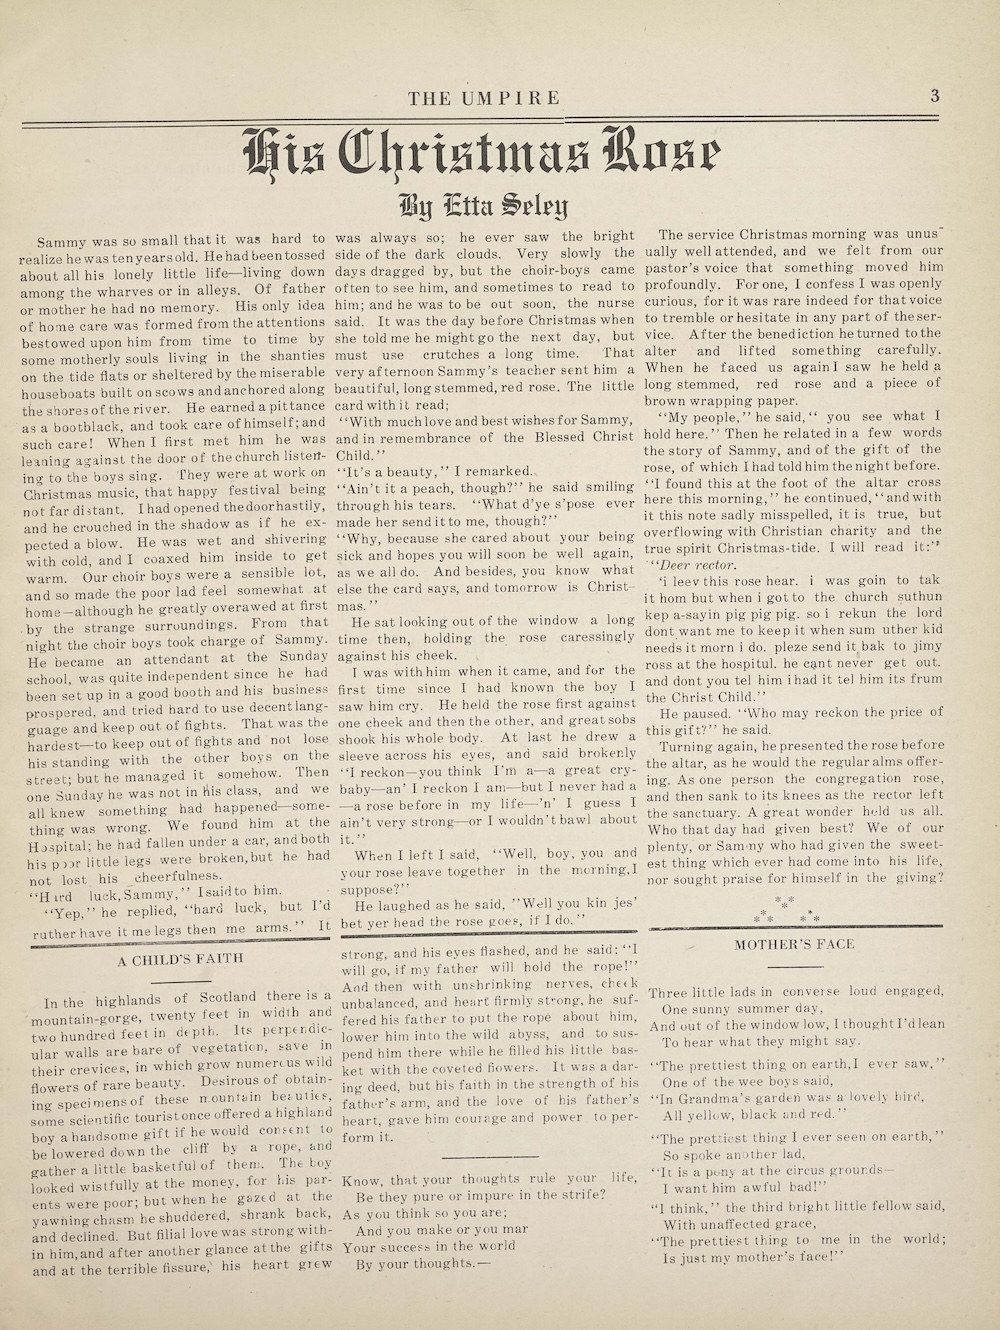 THE UMPIRE
3
His Christmas Rose
By Etta Seley
Sammy was so small that it was hard to
realize he was ten years old. He had been tossed
about all his lonely little life—living down
among the wharves or in alleys. Of father
or mother he had no memory. His only idea
of home care was formed from the attentions
bestowed upon him from time to time by
some motherly souls living in the shanties
on the tide flats or sheltered by the miserable
houseboats built on scows and anchored along
the shores of the river. He earned a pittance
as a bootblack, and took care of himself; and
such care! When I first met him he was
leaning against the door of the church listen-
ing to the boys sing. They were at work on
Christmas music, that happy festival being
not far distant. I had opened the door hastily,
and he crouched in the shadow as if he ex-
pected a blow. He was wet and shivering
with cold, and I coaxed him inside to get
warm. Our choir boys were a sensible lot,
and so made the poor lad feel somewhat at
home—although he greatly overawed at first
by the strange surroundings. From that
night the choir boys took charge of Sammy.
He became an attendant at the Sunday
school, was quite independent since he had
been set up in a good booth and his business
prospered, and tried hard to use decent lang-
guage and keep out of fights. That was the
hardest—to keep out of fights and not lose
his standing with the other boys on the
street; but he managed it somehow. Then
one Sunday he was not in his class, and we
all knew something had happened—some-
thing was wrong. We found him at the
Hospital; he had fallen under a car, and both
his poor little legs were broken, but he had
not lost his cheerfulness.
"Hard luck, Sammy," I said to him.
"Yep," he replied, "hard luck, but I'd
ruther have it me legs then me arms." It
was always so; he ever saw the bright
side of the dark clouds. Very slowly the
days dragged by, but the choir-boys came
often to see him, and sometimes to read to
him; and he was to be out soon, the nurse
said. It was the day before Christmas when
she told me he might go the next day, but
must use crutches a long time. That
very afternoon Sammy's teacher sent him a
beautiful, long stemmed, red rose. The little
card with it read;
"With much love and best wishes for Sammy,
and in remembrance of the Blessed Christ
Child."
"It's a beauty," I remarked.
"Ain't it a peach, though?" he said smiling
through his tears. "What d'ye s'pose ever
made her send it to me, though?"
"Why, because she cared about your being
sick and hopes you will soon be well again,
as we all do. And besides, you know what
else the card says, and tomorrow is Christ-
mas."
He sat looking out of the window a long
time then, holding the rose caressingly
against his cheek.
I was with him when it came, and for the
first time since I had known the boy I
saw him cry. He held the rose first against
one cheek and then the other, and great sobs
shook his whole body. At last he drew a
sleeve across his eyes, and said brokenly
"I reckon—you think I'm a—a great cry-
baby—an' I reckon I am—but I never had a
—a rose before in my life—'n' I guess I
ain't very strong—or I wouldn't bawl about
it."
When I left I said, "Well, boy, you and
your rose leave together in the morning, I
suppose?"
He laughed as he said, "Well you kin jes'
bet yer head the rose goes, if I do."
The service Christmas morning was unus-
ually well attended, and we felt from our
pastor's voice that something moved him
profoundly. For one, I confess I was openly
curious, for it was rare indeed for that voice
to tremble or hesitate in any part of the ser-
vice. After the benediction he turned to the
alter and lifted something carefully.
When he faced us again I saw he held a
long stemmed, red rose and a piece of
brown wrapping paper.
"My people," he said, " you see what I
hold here." Then he related in a few words
the story of Sammy, and of the gift of the
rose, of which I had told him the night before.
"I found this at the foot of the altar cross
here this morning," he continued, "and with
it this note sadly misspelled, it is true, but
overflowing with Christian charity and the
true spirit Christmas-tide. I will read it:"
"Deer rector.
'i leev this rose hear. i was goin to tak
it hom but when i got to the church suthun
kep a-sayin pig pig pig. so i rekun the lord
dont want me to keep it when sum uther kid
needs it morn i do. pleze send it bak to jimy
ross at the hospitul. he cant never get out.
and dont you tel him i had it tel him its frum
the Christ Child."
He paused. "Who may reckon the price of
this gift?" he said.
Turning again, he presented the rose before
the altar, as he would the regular alms offer-
ing. As one person the congregation rose,
and then sank to its knees as the rector left
the sanctuary. A great wonder held us all.
Who that day had given best? We of our
plenty, or Sammy who had given the sweet-
est thing which ever had come into his life,
nor sought praise for himself in the giving?
A CHILD'S FAITH
In the highlands of Scotland there is a
mountain-gorge, twenty feet in width and
two hundred feet in depth. Its perpendic-
ular walls are bare of vegetation, save in
their crevices, in which grow numerous wild
flowers of rare beauty. Desirous of obtain-
ing specimens of these mountain beauties,
some scientific tourist once offered a highland
boy a handsome gift if he would consent to
be lowered down the cliff by a rope, and
gather a little basketful of them. The boy
looked wistfully at the money, for his par-
ents were poor; but when he gazed at the
yawning chasm he shuddered, shrank back,
and declined. But filial love was strong with-
in him, and after another glance at the gifts
and at the terrible fissure, his heart grew
strong, and his eyes flashed, and he said: "I
will go, if my father will hold the rope!"
And then with unshrinking nerves, cheek
unbalanced, and heart firmly strong, he suf-
fered his father to put the rope about him,
lower him into the wild abyss, and to sus-
pend him there while he filled his little bas-
ket with the coveted flowers. It was a dar-
ing deed, but his faith in the strength of his
father's arm, and the love of his father's
heart, gave him courage and power to per-
form it.
Know, that your thoughts rule your life,
Be they pure or impure in the strife?
As you think so you are;
And you make or you mar
Your success in the world
By your thoughts.—
MOTHER'S FACE
Three little lads in converse loud engaged,
One sunny summer day,
And out of the window low, I thought I'd lean
To hear what they might say.
"The prettiest thing on earth, I ever saw,"
One of the wee boys said,
"In Grandma's garden was a lovely bird,
All yellow, black and red."
"The prettiest thing I ever seen on earth,"
So spoke another lad,
"It is a pony at the circus grounds—
I want him awful bad!"
"I think," the third bright little fellow said,
With unaffected grace,
"The prettiest thing to me in the world;
Is just my mother's face!"